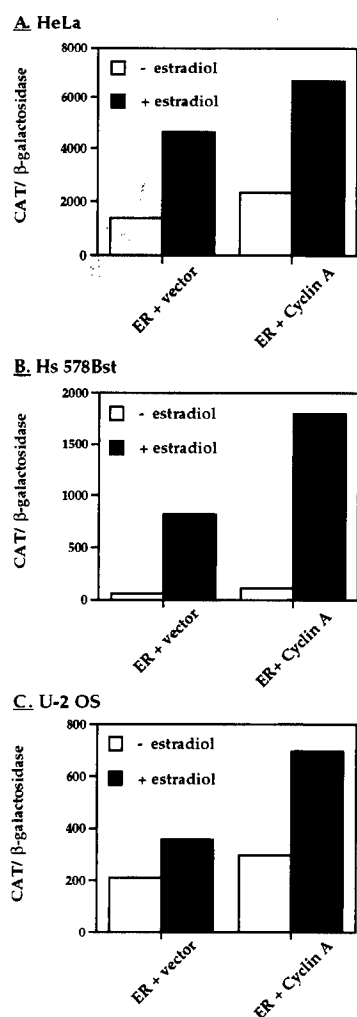 A. HeLa
8000
6000
4000
2000
0
CAT/ β-galactosidase
- estradiol
+ estradiol
ER + vector
ER + Cyclin A
B. Hs 578Bst
2000
1500
1000
500
0
CAT/ β-galactosidase
- estradiol
+ estradiol
ER + vector
ER+ Cyclin A
C. U-2 OS
800
600
400
200
0
CAT/ β-galactosidase
- estradiol
+ estradiol
ER + vector
ER + Cyclin A